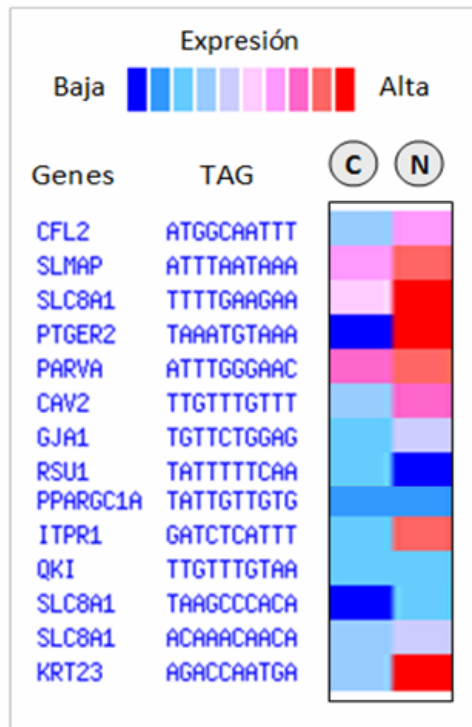 Expresión
Baja Alta
C N
Genes TAG
CFL2 ATGGCAATTT
SLMAP ATTTAATAAA
SLC8A1 TTTTGAAGAA
PTGER2 TAAATGTAAA
PARVA ATTTGGGAAC
CAV2 TTGTTTGTTT
GJA1 TGTTCTGGAG
RSU1 TATTTTTCAA
PPARGC1A TATTGTTGTG
ITPR1 GATCTCATTT
QKI TTGTTTGTAA
SLC8A1 TAAGCCCACA
SLC8A1 ACAAACAACA
KRT23 AGACCAATGA